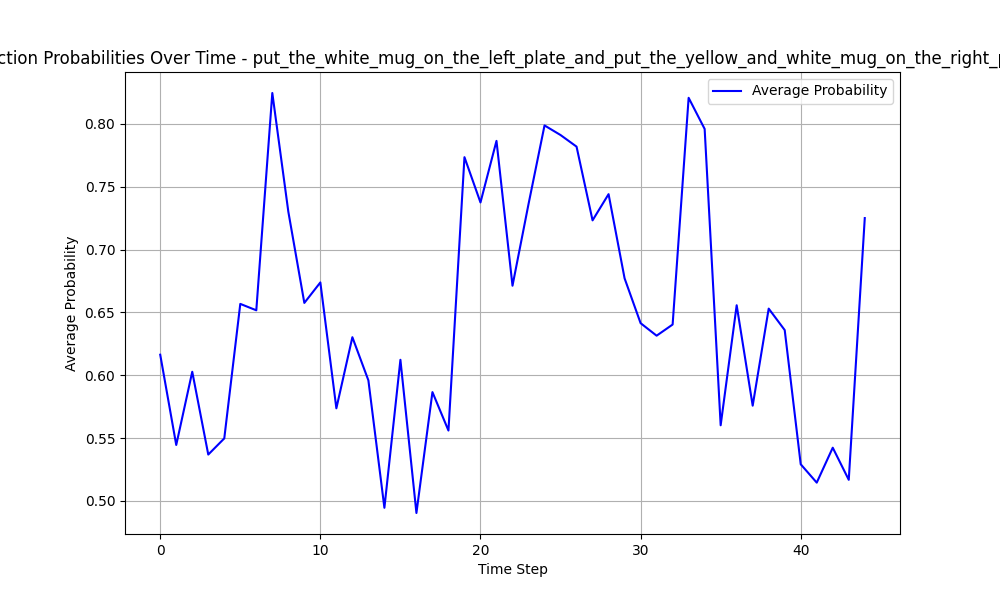 ction Probabilities Over Time - put_the_white_mug_on_the_left_plate_and_put_the_yellow_and_white_mug_on_the_right_p
Average Probability
0.80
0.75
0.70
0.65
0.60
0.55
0.50
Average Probability
0 10 20 30 40
Time Step